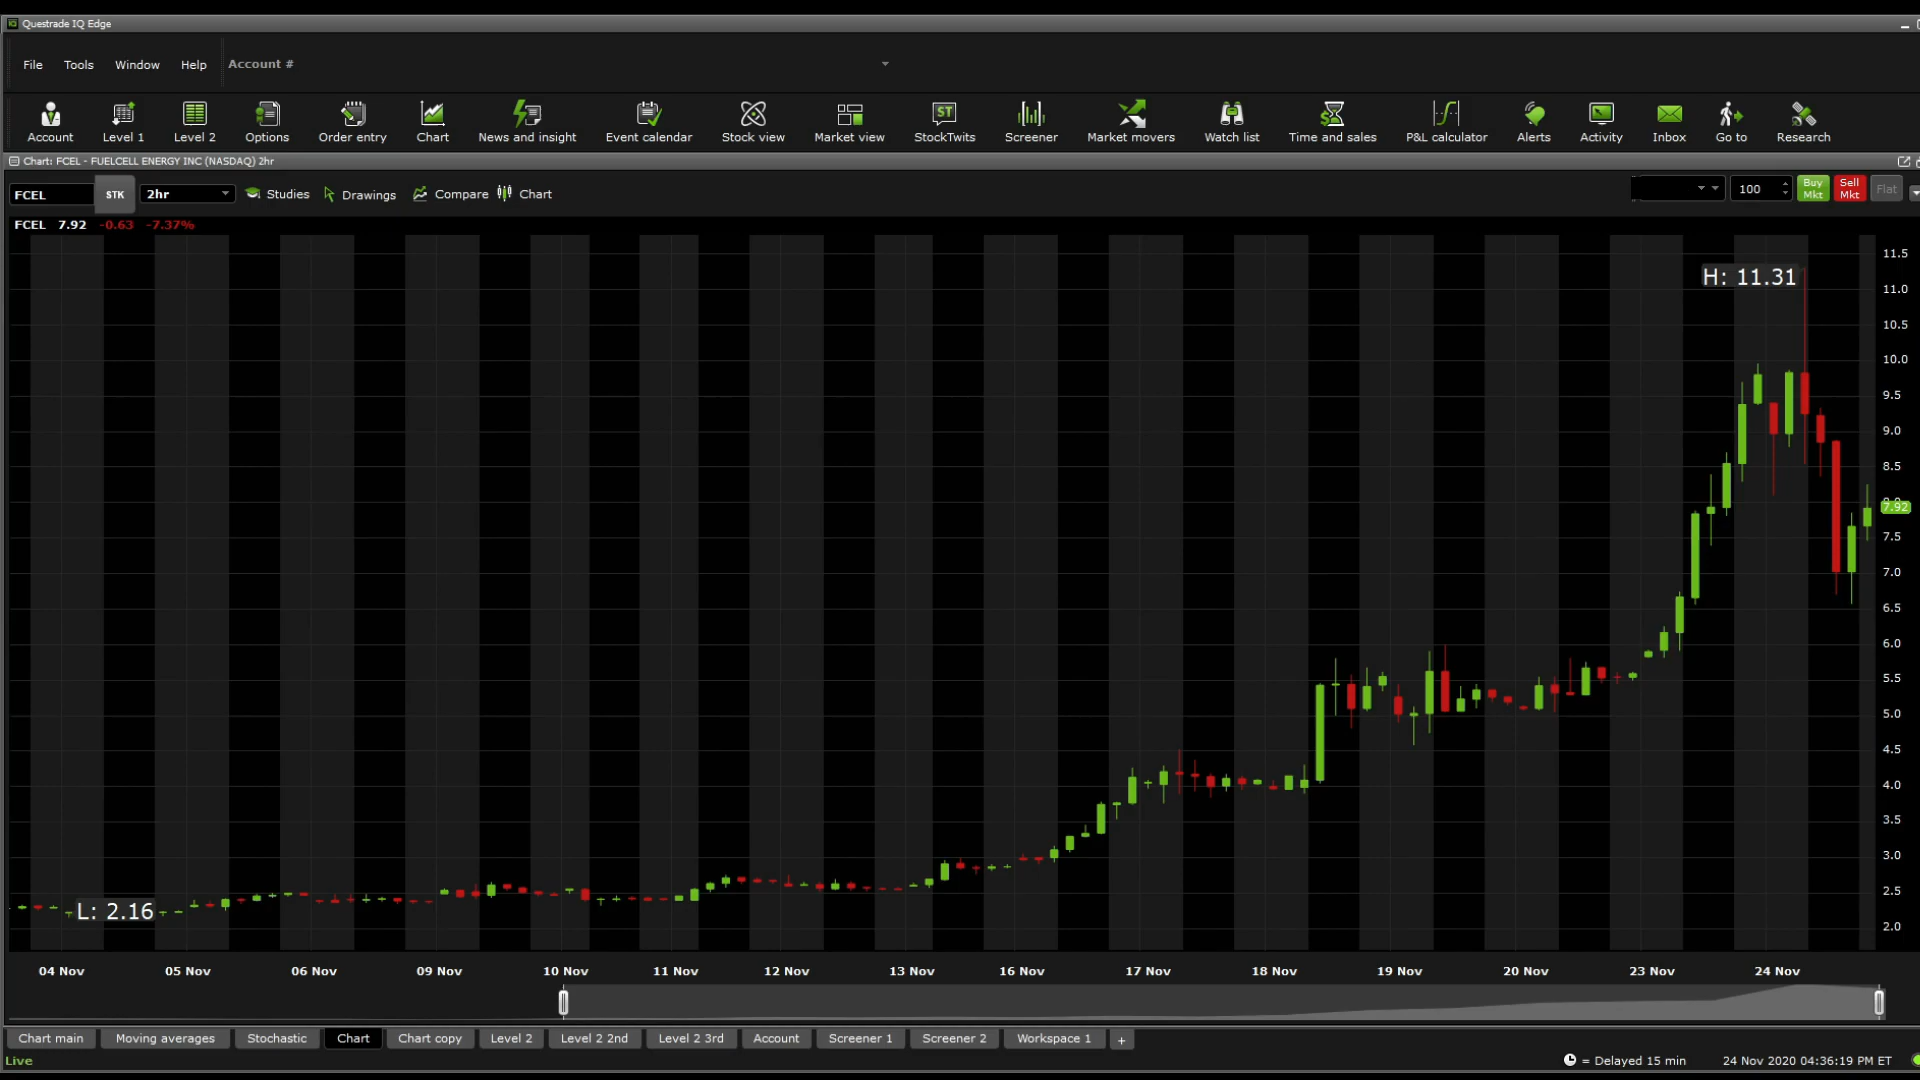 Questrade IQ Edge
File Tools Window Help Account #
Account Level 1 Level 2 Options Order entry Chart News and insight Event calendar Stock view Market view StockTwits Screener Market movers Watch list Time and sales P&L calculator Alerts Activity Inbox Go to Research
Chart: FCEL - FUELCELL ENERGY INC (NASDAQ) 2hr
FCEL STK 2hr Studies Drawings Compare Chart 100 Buy Mkt Sell Mkt Flat
FCEL 7.92 -0.63 -7.37%
11.5
H: 11.31
11.0
10.5
10.0
9.5
9.0
8.5
7.92
7.5
7.0
6.5
6.0
5.5
5.0
4.5
4.0
3.5
3.0
2.5
L: 2.16
2.0
04 Nov 05 Nov 06 Nov 09 Nov 10 Nov 11 Nov 12 Nov 13 Nov 16 Nov 17 Nov 18 Nov 19 Nov 20 Nov 23 Nov 24 Nov
Chart main Moving averages Stochastic Chart Chart copy Level 2 Level 2 2nd Level 2 3rd Account Screener 1 Screener 2 Workspace 1 +
Live = Delayed 15 min 24 Nov 2020 04:36:19 PM ET